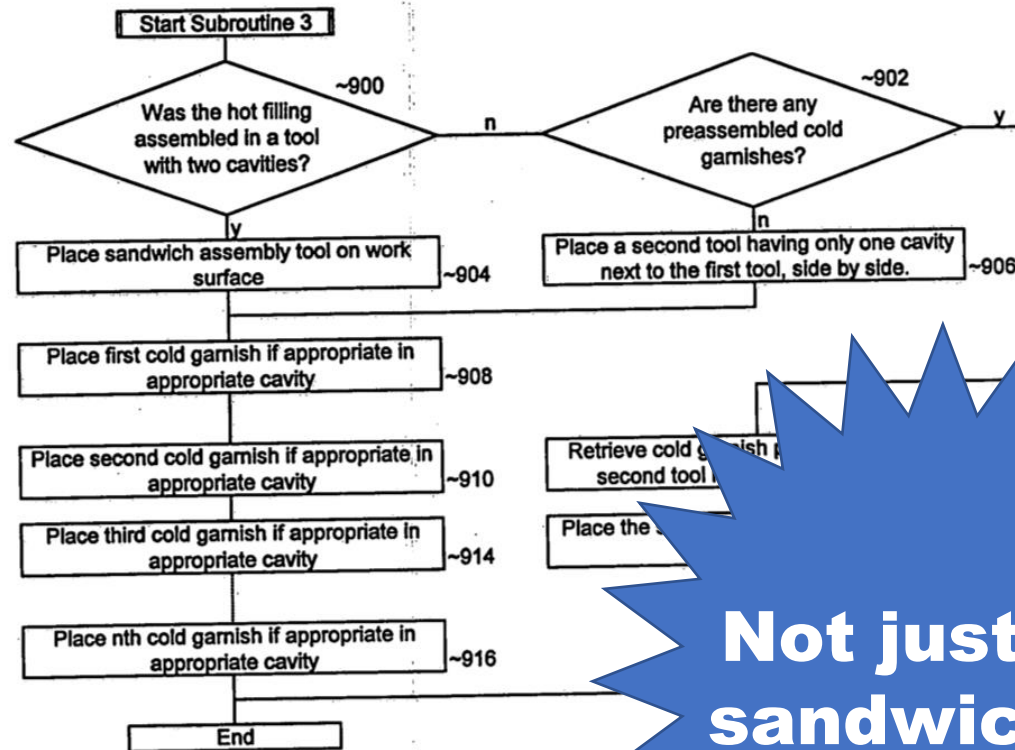 Start Subroutine 3
~900
Was the hot filling
assembled in a tool
with two cavities?
n
~902
Are there any
preassembled cold
garnishes?
y
y
Place sandwich assembly tool on work
surface
~904
n
Place a second tool having only one cavity
next to the first tool, side by side.
~906
Place first cold garnish if appropriate in
appropriate cavity
~908
Place second cold garnish if appropriate in
appropriate cavity
~910
Retrieve cold
second tool
Place third cold garnish if appropriate in
appropriate cavity
~914
Place the
Place nth cold garnish if appropriate in
appropriate cavity
~916
End
Not just